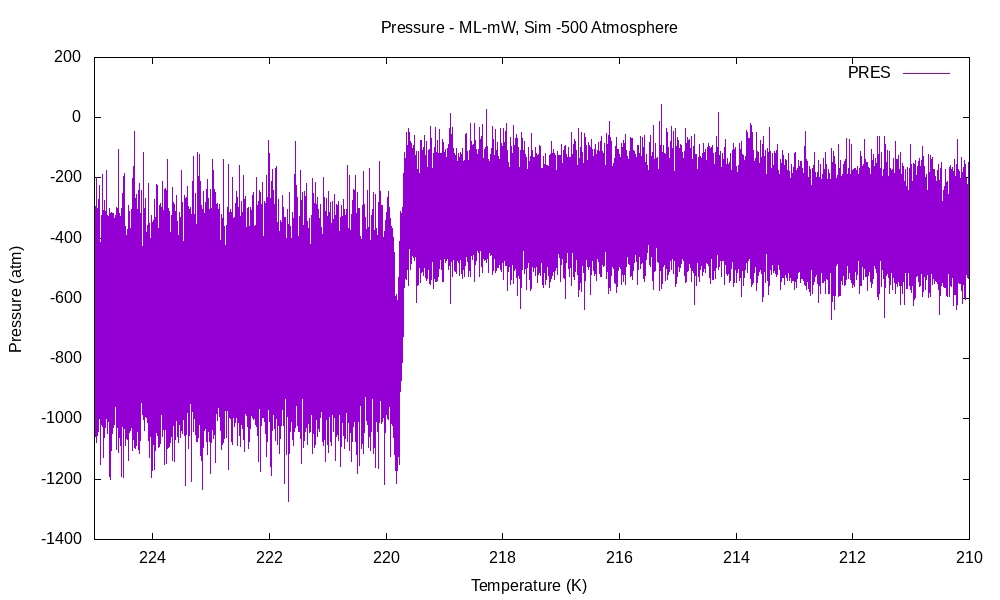 Pressure - ML-mW, Sim -500 Atmosphere
PRES
200
0
-200
-400
-600
-800
-1000
-1200
-1400
Pressure (atm)
224 222 220 218 216 214 212 210
Temperature (K)